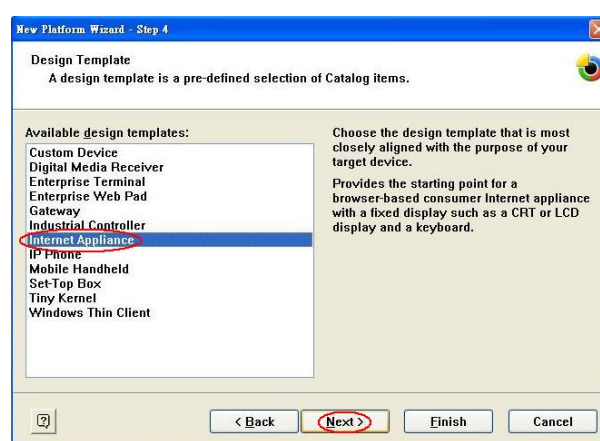 New Platform Wizard - Step 4
Design Template
A design template is a pre-defined selection of Catalog items.
Available design templates:
Custom Device
Digital Media Receiver
Enterprise Terminal
Enterprise Web Pad
Gateway
Industrial Controller
Internet Appliance
IP Phone
Mobile Handheld
Set-Top Box
Tiny Kernel
Windows Thin Client
Choose the design template that is most
closely aligned with the purpose of your
target device.
Provides the starting point for a
browser-based consumer Internet appliance
with a fixed display such as a CRT or LCD
display and a keyboard.
?
< Back
Next >
Finish
Cancel